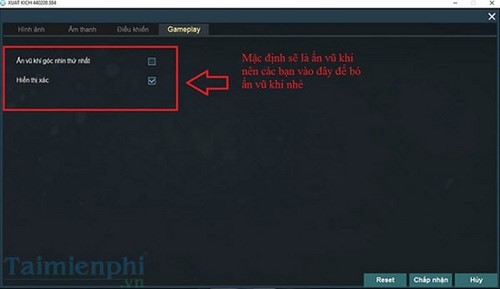 XUAT KICH 440208.584
Hình ảnh Âm thanh Điều khiển Gameplay
Ẩn vũ khí góc nhìn thứ nhất
Hiển thị xác
Mặc định sẽ là ẩn vũ khí
nên các bạn vào đây để bỏ
ẩn vũ khí nhé
Taimienphi
.vn
Reset Chấp nhận Hủy